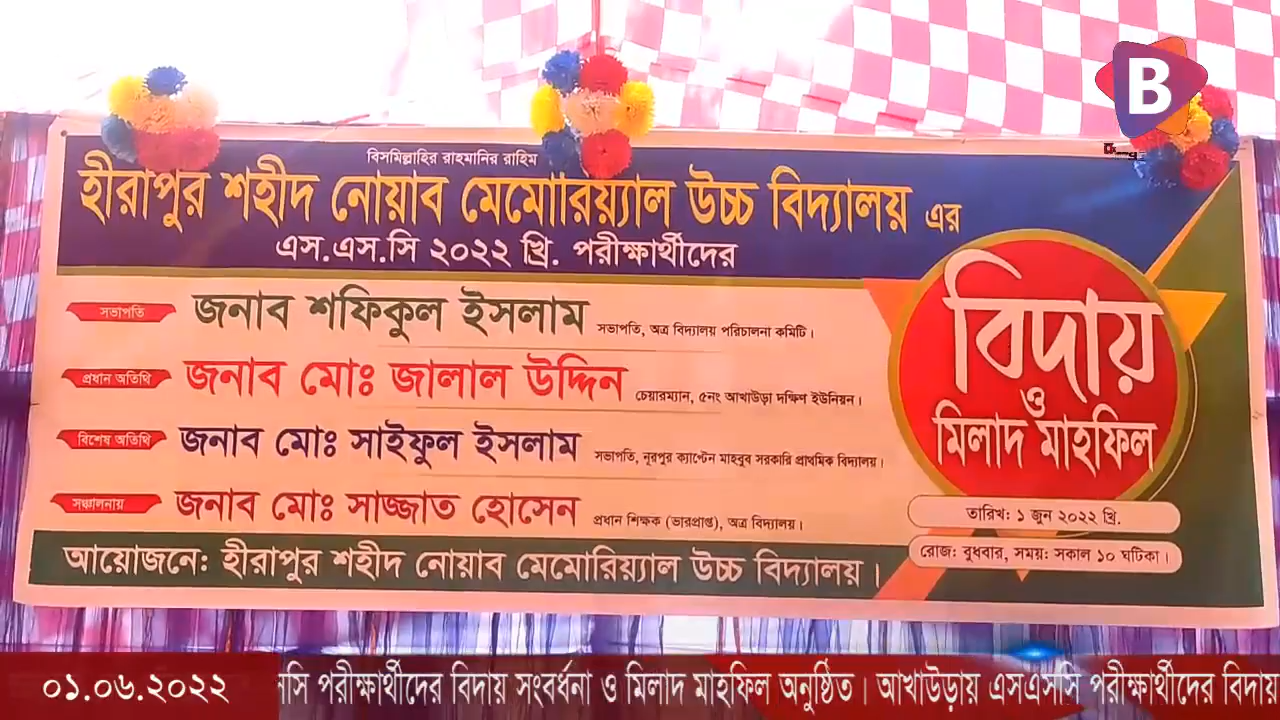 B
বিসমিল্লাহির রাহমানির রাহিম
হীরাপুর শহীদ নোয়াব মেমোরিয়্যাল উচ্চ বিদ্যালয় এর
এস.এস.সি ২০২২ খ্রি. পরীক্ষার্থীদের
বিদায়
ও
মিলাদ মাহফিল
সভাপতি জনাব শফিকুল ইসলাম সভাপতি, অত্র বিদ্যালয় পরিচালনা কমিটি।
প্রধান অতিথি জনাব মোঃ জালাল উদ্দিন চেয়ারম্যান, ৫নং আখাউড়া দক্ষিণ ইউনিয়ন।
বিশেষ অতিথি জনাব মোঃ সাইফুল ইসলাম সভাপতি, নূরপুর ক্যাপ্টেন মাহবুব সরকারি প্রাথমিক বিদ্যালয়।
সঞ্চালনায় জনাব মোঃ সাজ্জাত হোসেন প্রধান শিক্ষক (ভারপ্রাপ্ত), অত্র বিদ্যালয়।
তারিখ: ১ জুন ২০২২ খ্রি.
রোজ: বুধবার, সময়: সকাল ১০ ঘটিকা।
আয়োজনে: হীরাপুর শহীদ নোয়াব মেমোরিয়্যাল উচ্চ বিদ্যালয়।
০১.০৬.২০২২ নসি পরীক্ষার্থীদের বিদায় সংবর্ধনা ও মিলাদ মাহফিল অনুষ্ঠিত। আখাউড়ায় এসএসসি পরীক্ষার্থীদের বিদায়